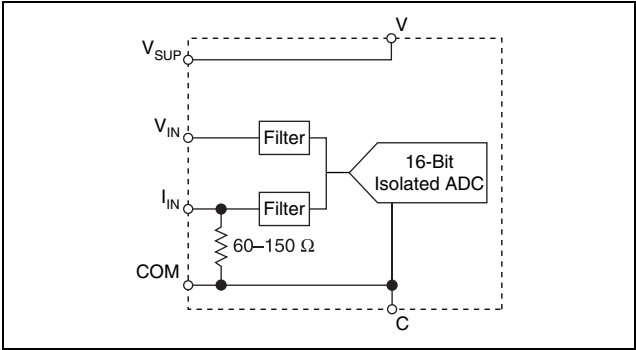 V
V_SUP
V_IN
Filter
16-Bit
Isolated ADC
I_IN
Filter
60–150 Ω
COM
C